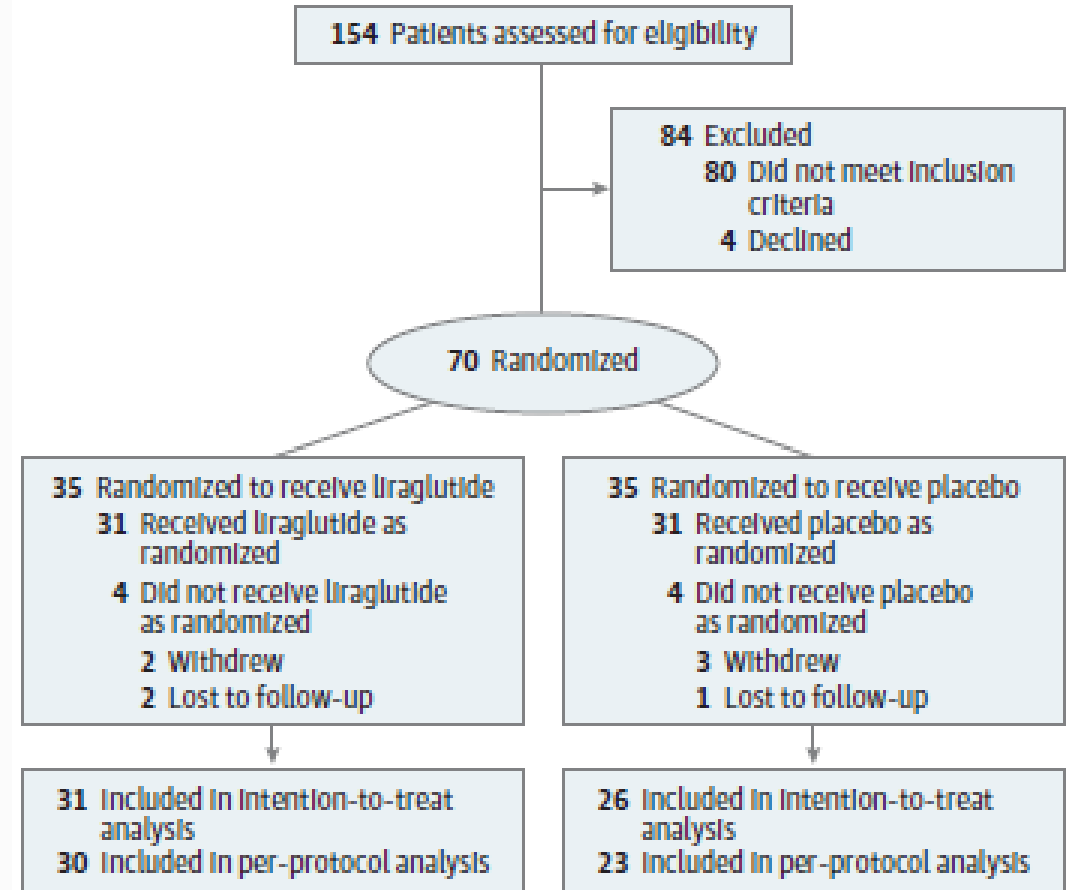 154 Patients assessed for eligibility
84 Excluded
80 Did not meet inclusion
criteria
4 Declined
70 Randomized
35 Randomized to receive liraglutide
31 Received liraglutide as
randomized
4 Did not receive liraglutide
as randomized
2 Withdrew
2 Lost to follow-up
35 Randomized to receive placebo
31 Received placebo as
randomized
4 Did not receive placebo
as randomized
3 Withdrew
1 Lost to follow-up
31 Included in intention-to-treat
analysis
30 Included in per-protocol analysis
26 Included in intention-to-treat
analysis
23 Included in per-protocol analysis